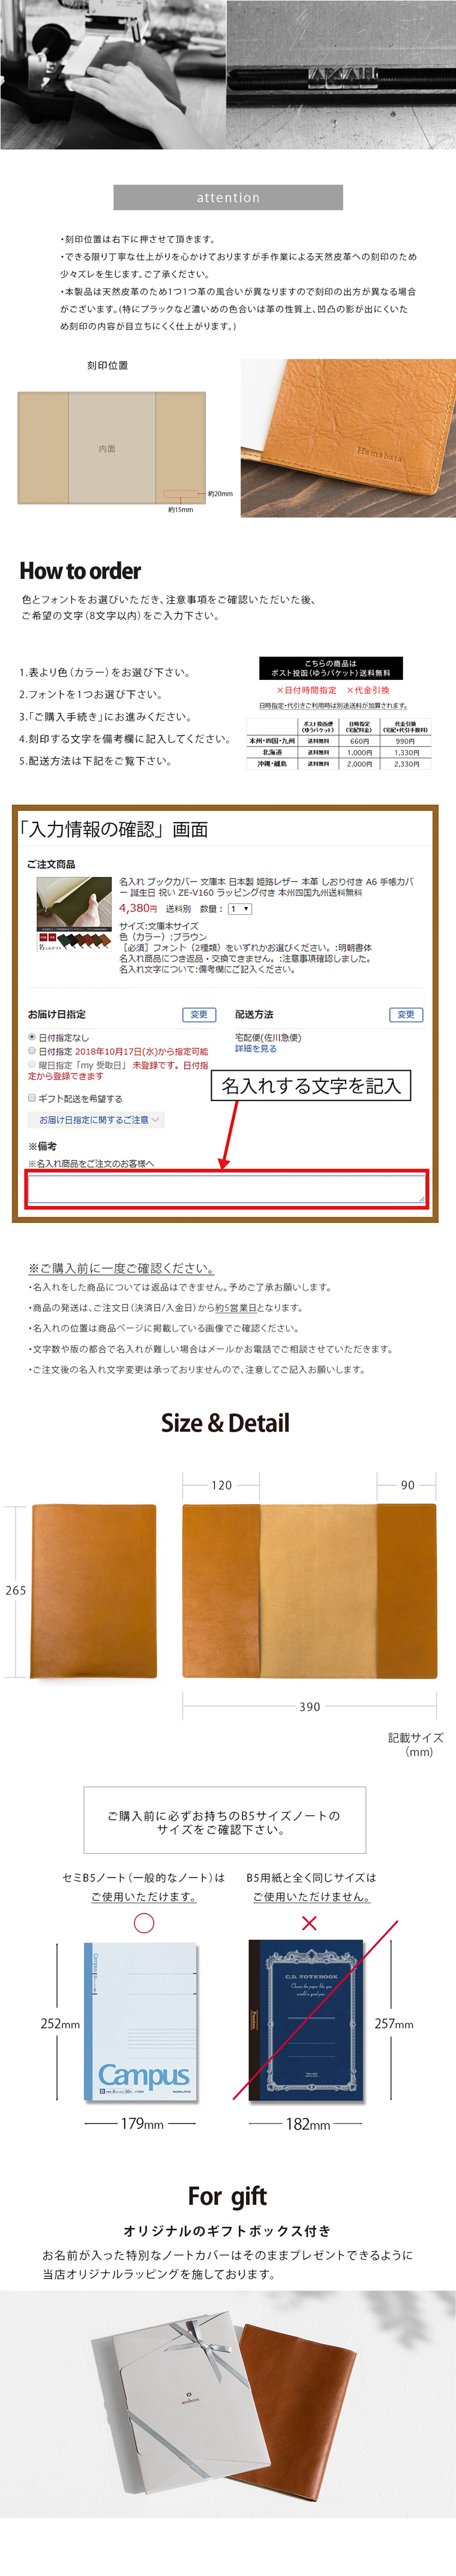 attention
・刻印位置は右下に押させて頂きます。
・できる限り丁寧な仕上がりを心かけておりますが手作業による天然皮革への刻印のため
少々ズレを生じます。ご了承ください。
・本製品は天然皮革のため1つ1つ革の風合いが異なりますので刻印の出方が異なる場合
がございます。(特にブラックなど濃いめの色合いは革の性質上、凹凸の影が出にくいた
め刻印の内容が目立ちにくく仕上がります。)
刻印位置
内面
約20mm
約15mm
Hamabata
How to order
色とフォントをお選びいただき、注意事項をご確認いただいた後、
ご希望の文字(8文字以内)をご入力下さい。
1.表より色(カラー)をお選び下さい。
2.フォントを1つお選び下さい。
3.「ご購入手続き」にお進みください。
4.刻印する文字を備考欄に記入してください。
5.配送方法は下記をご覧下さい。
こちらの商品は
ポスト投函(ゆうパケット)送料無料
×日付時間指定 ×代金引換
日時指定・代引きご利用時は別途送料が加算されます。
ポスト投函便(ゆうパケット) 日時指定(宅配料金) 代金引換(宅配+代引手数料)
本州・四国・九州 送料無料 660円 990円
北海道 送料無料 1,000円 1,330円
沖縄・離島 送料無料 2,000円 2,330円
「入力情報の確認」画面
ご注文商品
名入れ ブックカバー 文庫本 日本製 姫路レザー 本革 しおり付き A6 手帳カバ
ー 誕生日 祝い ZE-V160 ラッピング付き 本州四国九州送料無料
4,380円 送料別 数量： 1
サイズ:文庫本サイズ
色（カラー）:ブラウン
［必須］フォント（2種類）をいずれかお選びください。:明朝書体
名入れ商品につき返品・交換できません。:注意事項確認しました。
名入れ文字について:備考欄にご記入ください。
お届け日指定 変更
日付指定なし
日付指定 2018年10月17日(水)から指定可能
曜日指定「my 受取日」 未登録です。日付指
定から登録できます
ギフト配送を希望する
お届け日指定に関するご注意
配送方法 変更
宅配便(佐川急便)
詳細を見る
名入れする文字を記入
※備考
※名入れ商品をご注文のお客様へ
※ご購入前に一度ご確認ください。
・名入れをした商品については返品はできません。予めご了承お願いします。
・商品の発送は、ご注文日(決済日/入金日)から約5営業日となります。
・名入れの位置は商品ページに掲載している画像でご確認ください。
・文字数や版の都合で名入れが難しい場合はメールかお電話でご相談させていただきます。
・ご注文後の名入れ文字変更は承っておりませんので、注意してご記入お願いします。
Size & Detail
120
90
265
390
記載サイズ
(mm)
ご購入前に必ずお持ちのB5サイズノートの
サイズをご確認下さい。
セミB5ノート(一般的なノート)は
ご使用いただけます。
B5用紙と全く同じサイズは
ご使用いただけません。
252mm
Campus
Campus
179mm
C.D. NOTEBOOK
Choose the paper like you
would a good pen.
Premium
257mm
182mm
For gift
オリジナルのギフトボックス付き
お名前が入った特別なノートカバーはそのままプレゼントできるように
当店オリジナルラッピングを施しております。